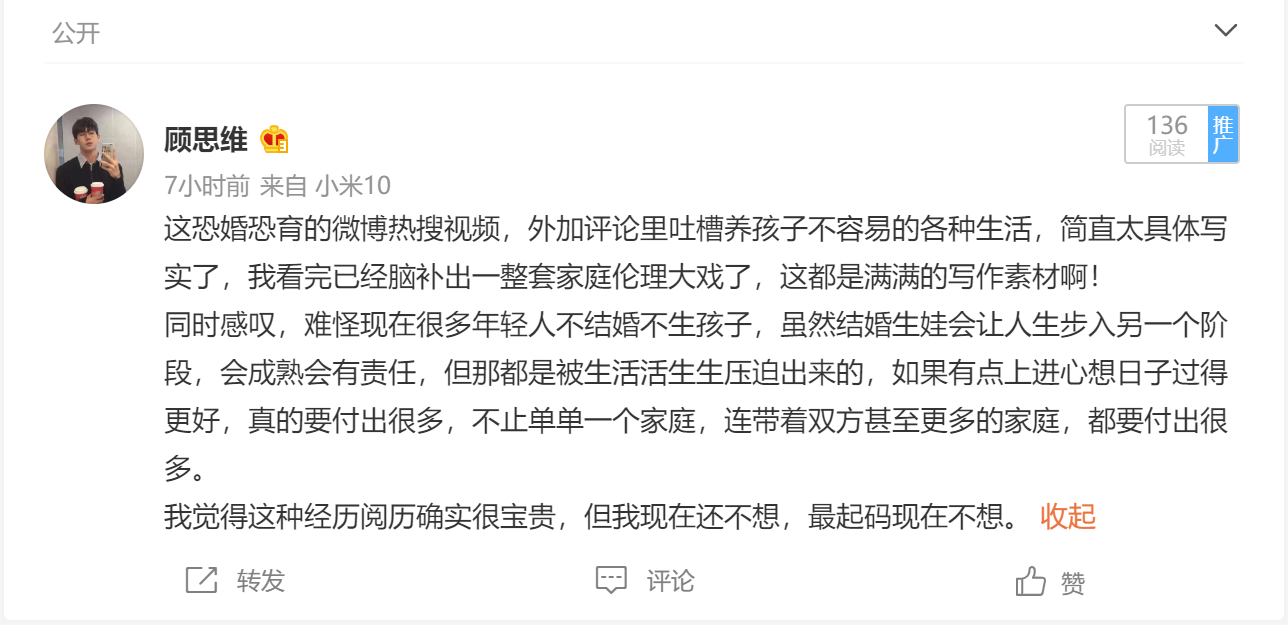 公开
顾思维
136
阅读
推广
7小时前 来自 小米10
这恐婚恐育的微博热搜视频，外加评论里吐槽养孩子不容易的各种生活，简直太具体写
实了，我看完已经脑补出一整套家庭伦理大戏了，这都是满满的写作素材啊！
同时感叹，难怪现在很多年轻人不结婚不生孩子，虽然结婚生娃会让人生步入另一个阶
段，会成熟会有责任，但那都是被生活活生生压迫出来的，如果有点上进心想日子过得
更好，真的要付出很多，不止单单一个家庭，连带着双方甚至更多的家庭，都要付出很
多。
我觉得这种经历阅历确实很宝贵，但我现在还不想，最起码现在不想。 收起
转发
评论
赞